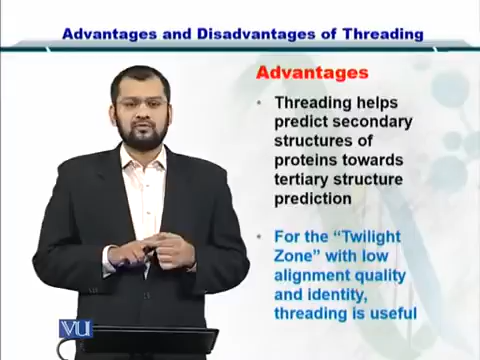 Advantages and Disadvantages of Threading
Advantages
• Threading helps
predict secondary
structures of
proteins towards
tertiary structure
prediction
• For the “Twilight
Zone” with low
alignment quality
and identity,
threading is useful
VU